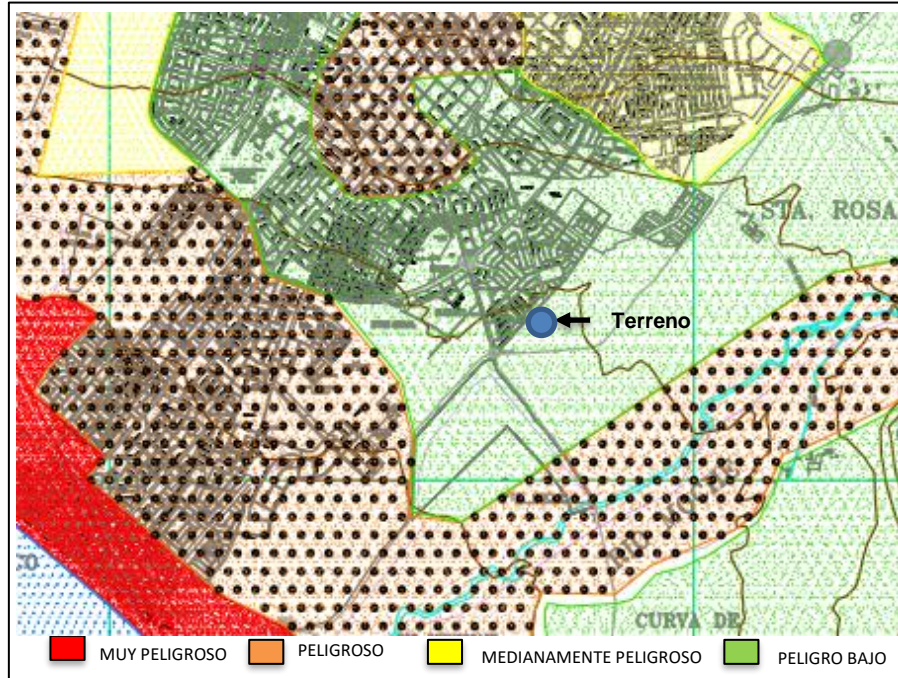 STA. ROSA
Terreno
CURVA DE
MUY PELIGROSO
PELIGROSO
MEDIANAMENTE PELIGROSO
PELIGRO BAJO